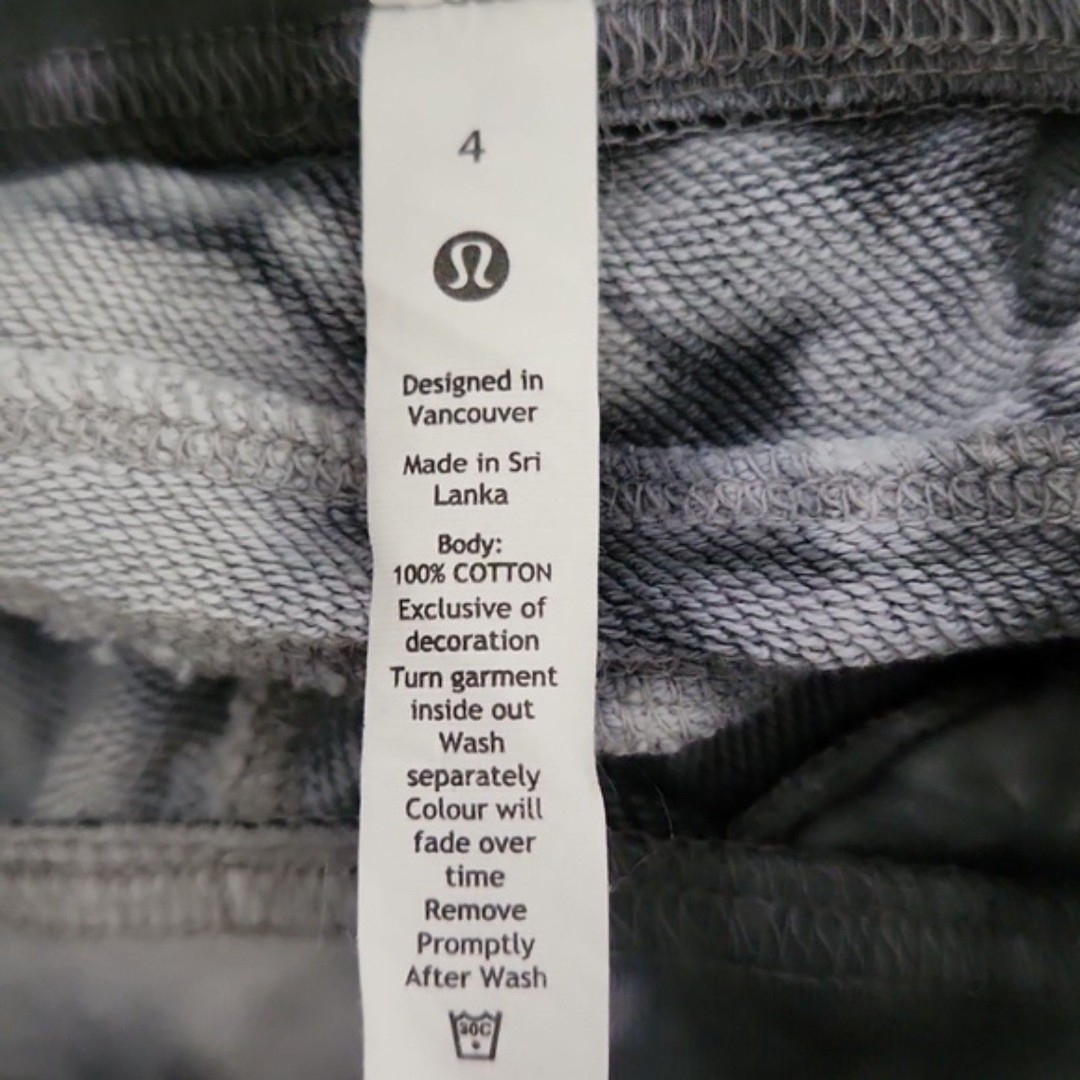 4
Designed in
Vancouver
Made in Sri
Lanka
Body:
100% COTTON
Exclusive of
decoration
Turn garment
inside out
Wash
separately
Colour will
fade over
time
Remove
Promptly
After Wash
30C